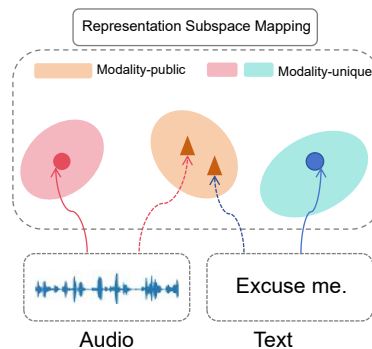 Representation Subspace Mapping
Modality-public
Modality-unique
Excuse me.
Audio
Text